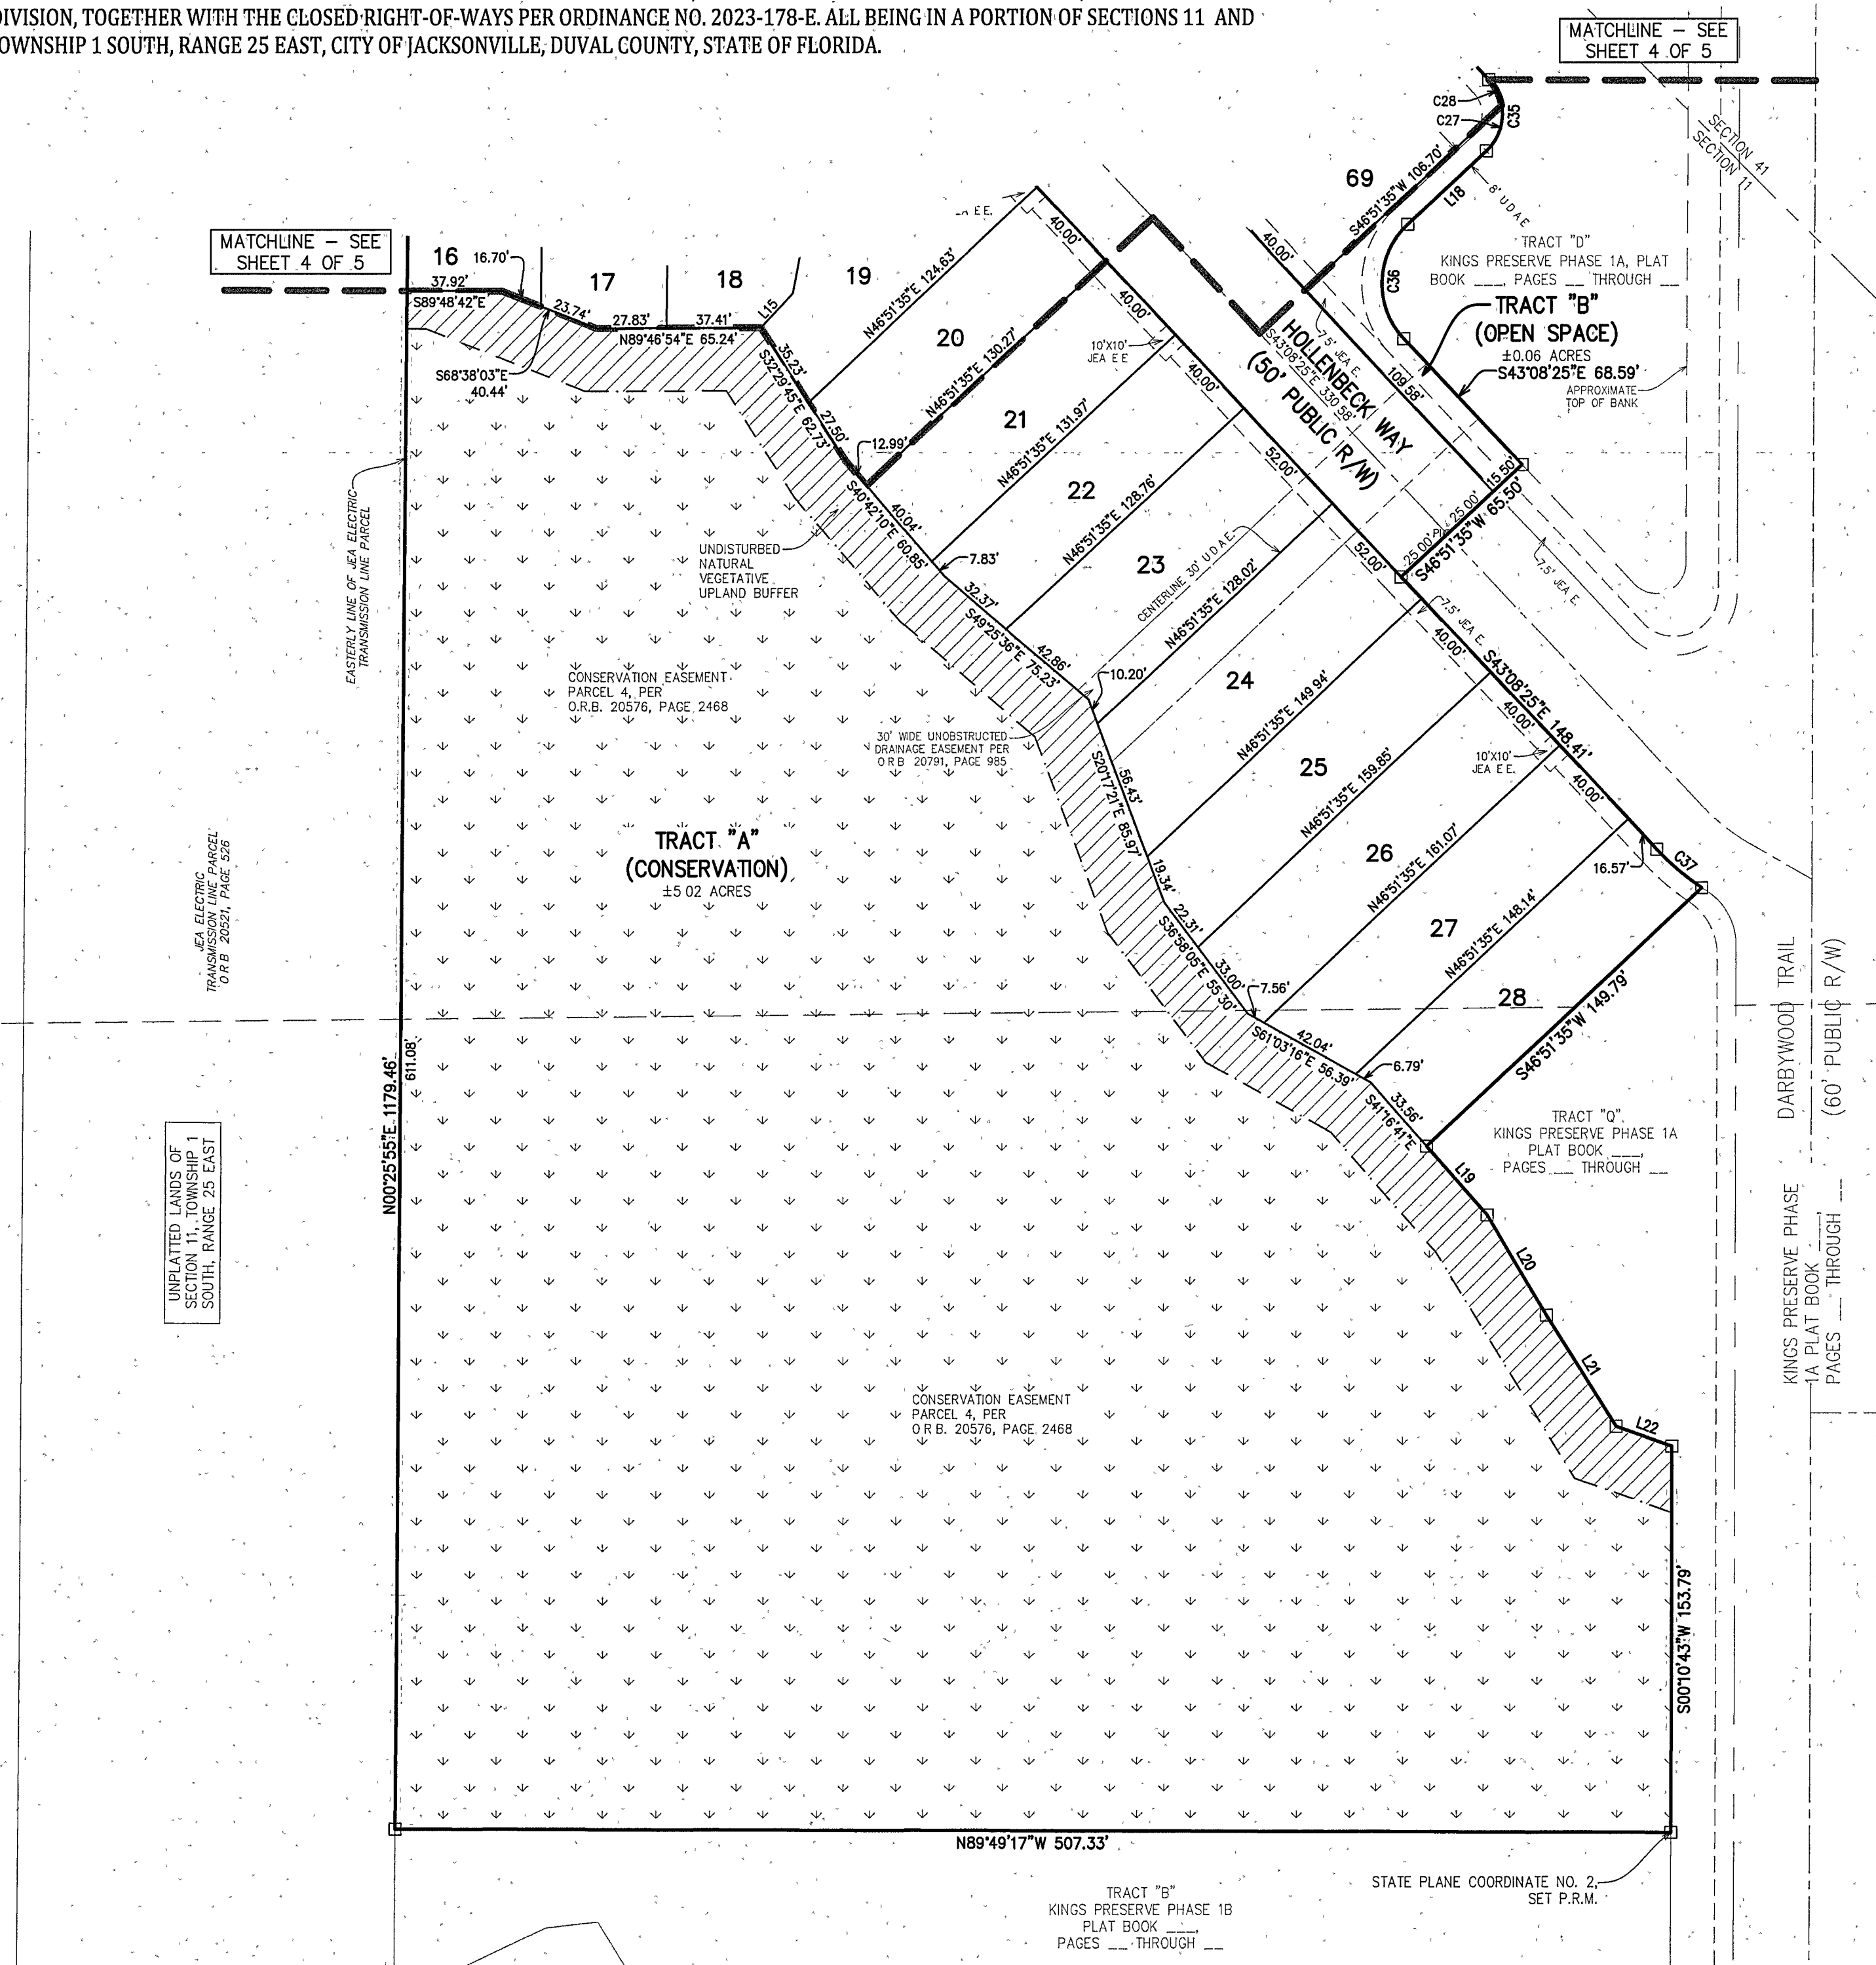 DIVISION, TOGETHER WITH THE CLOSED RIGHT-OF-WAYS PER ORDINANCE NO. 2023-178-E. ALL BEING IN A PORTION OF SECTIONS 11 AND
OWNSHIP 1 SOUTH, RANGE 25 EAST, CITY OF JACKSONVILLE, DUVAL COUNTY, STATE OF FLORIDA.
MATCHLINE – SEE
SHEET 4 OF 5
C28
C27
C35
SECTION 41
SECTION 11
69
S46°51'35"W 106.70'
L18
8' U D A E
C36
TRACT "D"
KINGS PRESERVE PHASE 1A, PLAT
BOOK ___, PAGES __ THROUGH __
TRACT "B"
(OPEN SPACE)
±0.06 ACRES
S43°08'25"E 68.59'
APPROXIMATE
TOP OF BANK
MATCHLINE – SEE
SHEET 4 OF 5
16
16.70'
37.92'
S89°48'42"E
17
23.74'
18
27.83'
37.41'
N89°46'54"E 65.24'
L15
19
S68°38'03"E
40.44'
E E.
40.00'
N46°51'35"E 124.63'
20
35.23'
S32°29'45"E 62.73'
27.50'
12.99'
N46°51'35"E 130.27'
40.00'
10'X10'
JEA E E
40.00'
40.00'
7.5' JEA E.
HOLLENBECK WAY
(50' PUBLIC R/W)
S43°08'25"E 330.58'
109.58'
21
N46°51'35"E 131.97'
22
N46°51'35"E 128.76'
52.00'
15.50'
25.00'
25.00'
S46°51'35"W 65.50'
7.5' JEA E.
40.04'
S40°42'10"E 60.85'
7.83'
UNDISTURBED
NATURAL
VEGETATIVE
UPLAND BUFFER
23
CENTERLINE 30' U.D.A.E.
N46°51'35"E 128.02'
52.00'
32.37'
S49°25'36"E 75.23'
42.86'
10.20'
24
N46°51'35"E 149 94'
7.5' JEA E.
40.00'
S43°08'25"E 148.41'
EASTERLY LINE OF JEA ELECTRIC
TRANSMISSION LINE PARCEL
CONSERVATION EASEMENT
PARCEL 4, PER
O.R.B. 20576, PAGE 2468
30' WIDE UNOBSTRUCTED
DRAINAGE EASEMENT PER
O R B 20791, PAGE 985
56.43'
S20°17'21"E 85.97'
19.34'
25
N46°51'35"E 159.85'
40.00'
10'X10'
JEA E E.
40.00'
26
N46°51'35"E 161.07'
16.57'
C37
TRACT "A"
(CONSERVATION)
±5 02 ACRES
JEA ELECTRIC
TRANSMISSION LINE PARCEL
O R B 20521, PAGE 526
22.31'
S36°58'05"E 55.30'
33.00'
7.56'
27
N46°51'35"E 148.14'
28
S46°51'35"W 149.79'
42.04'
S61°03'16"E 56.39'
6.79'
33.56'
S41°16'41"E
DARBYWOOD TRAIL
(60' PUBLIC R/W)
N00°25'55"E 1179.46'
611.08'
TRACT "Q"
KINGS PRESERVE PHASE 1A
PLAT BOOK ___,
PAGES __ THROUGH __
UNPLATTED LANDS OF
SECTION 11, TOWNSHIP 1
SOUTH, RANGE 25 EAST
L19
L20
L21
L22
KINGS PRESERVE PHASE
1A PLAT BOOK ___,
PAGES __ THROUGH __
CONSERVATION EASEMENT
PARCEL 4, PER
O R B. 20576, PAGE 2468
S00°10'43"W 153.79'
N89°49'17"W 507.33'
STATE PLANE COORDINATE NO. 2,
SET P.R.M.
TRACT "B"
KINGS PRESERVE PHASE 1B
PLAT BOOK ___,
PAGES __ THROUGH __